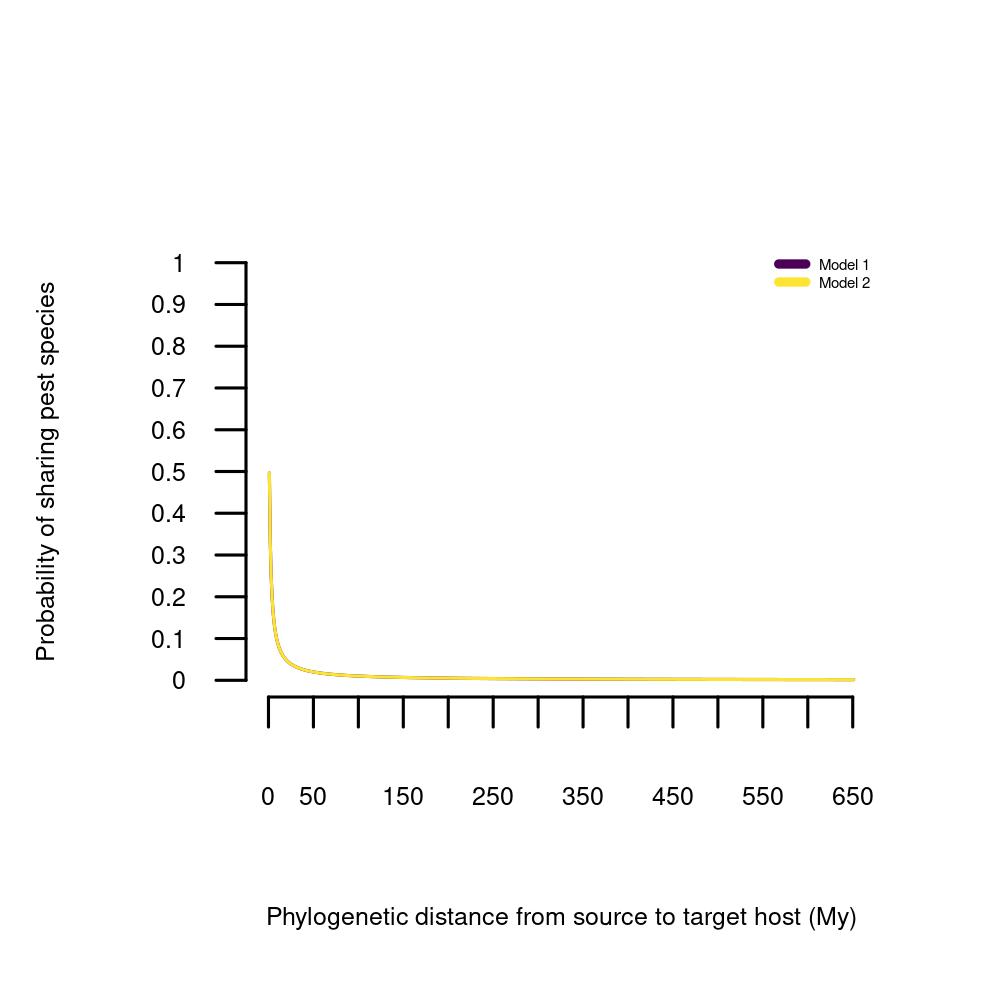 Model 1
Model 2
Probability of sharing pest species
1
0.9
0.8
0.7
0.6
0.5
0.4
0.3
0.2
0.1
0
0 50 150 250 350 450 550 650
Phylogenetic distance from source to target host (My)